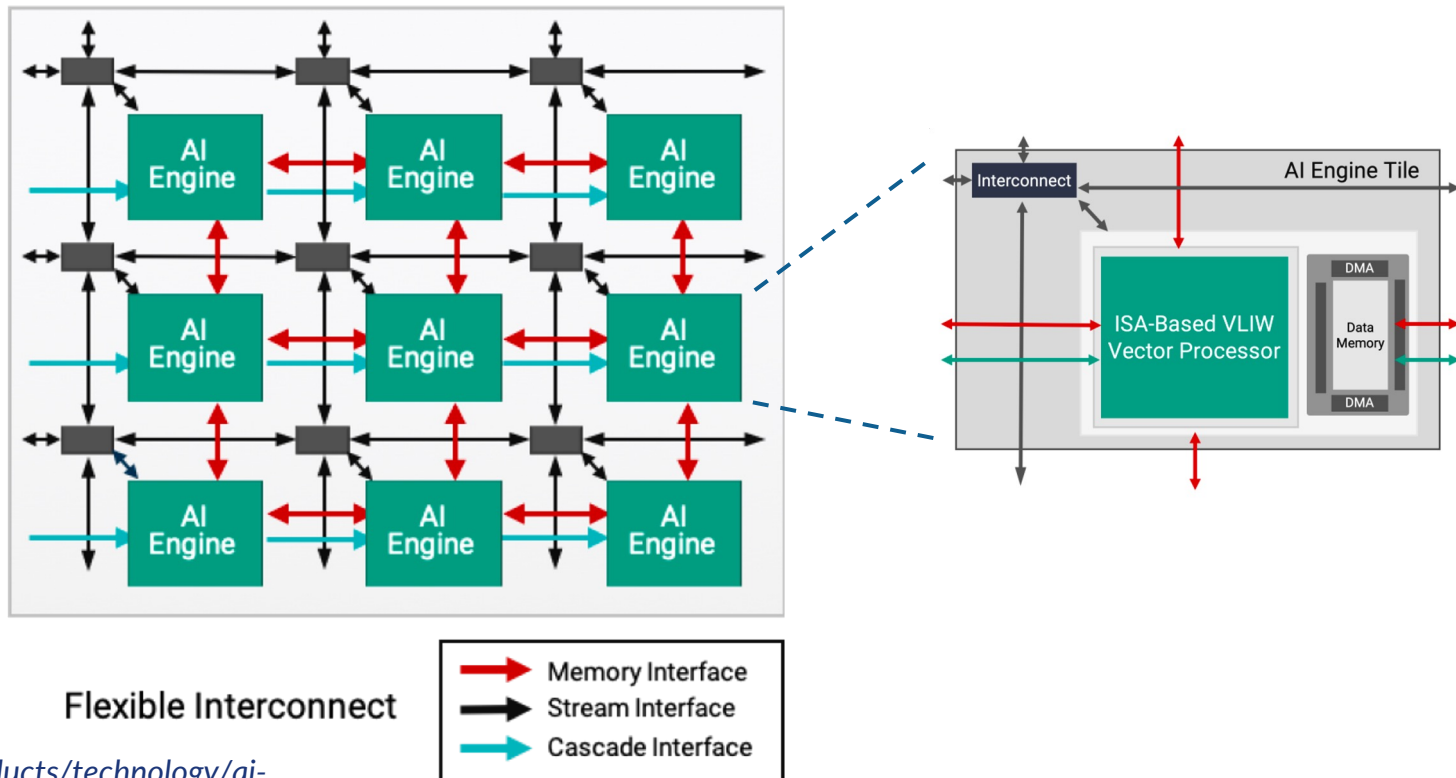 AI
Engine
AI
Engine
AI
Engine
AI
Engine
AI
Engine
AI
Engine
AI
Engine
AI
Engine
AI
Engine
AI Engine Tile
Interconnect
ISA-Based VLIW
Vector Processor
DMA
Data
Memory
DMA
Flexible Interconnect
Memory Interface
Stream Interface
Cascade Interface
ducts/technology/ai-